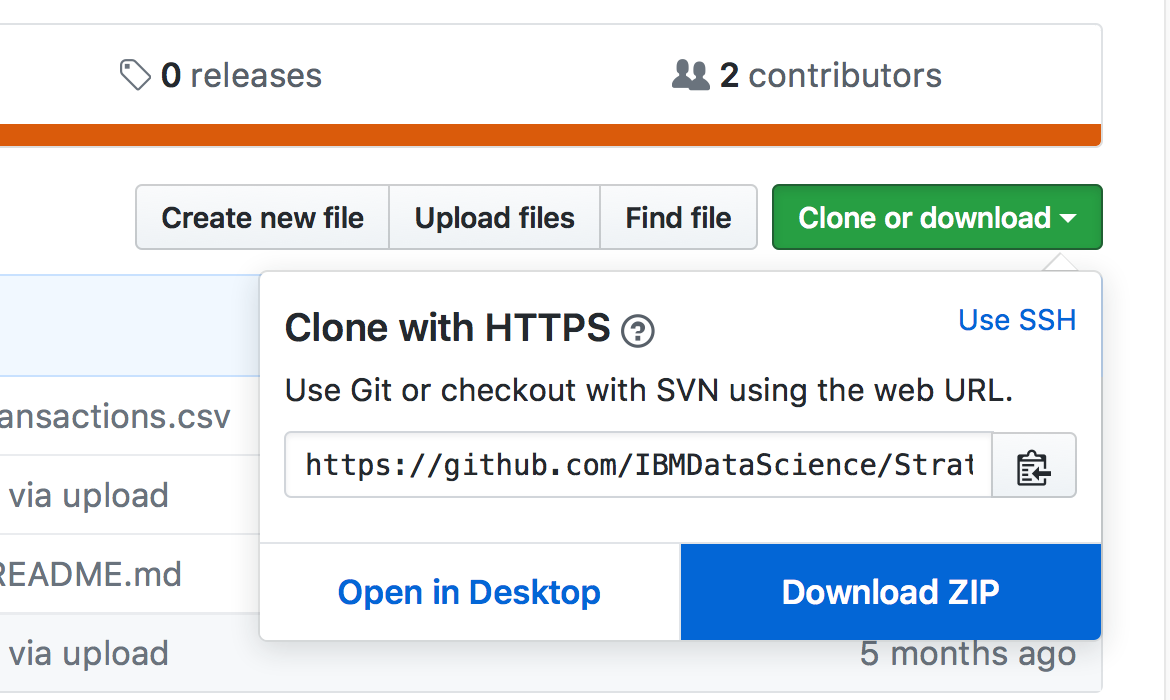 0 releases
2 contributors
Create new file
Upload files
Find file
Clone or download
Clone with HTTPS ?
Use SSH
Use Git or checkout with SVN using the web URL.
ansactions.csv
https://github.com/IBMDataScience/Strat
via upload
README.md
Open in Desktop
Download ZIP
via upload
5 months ago